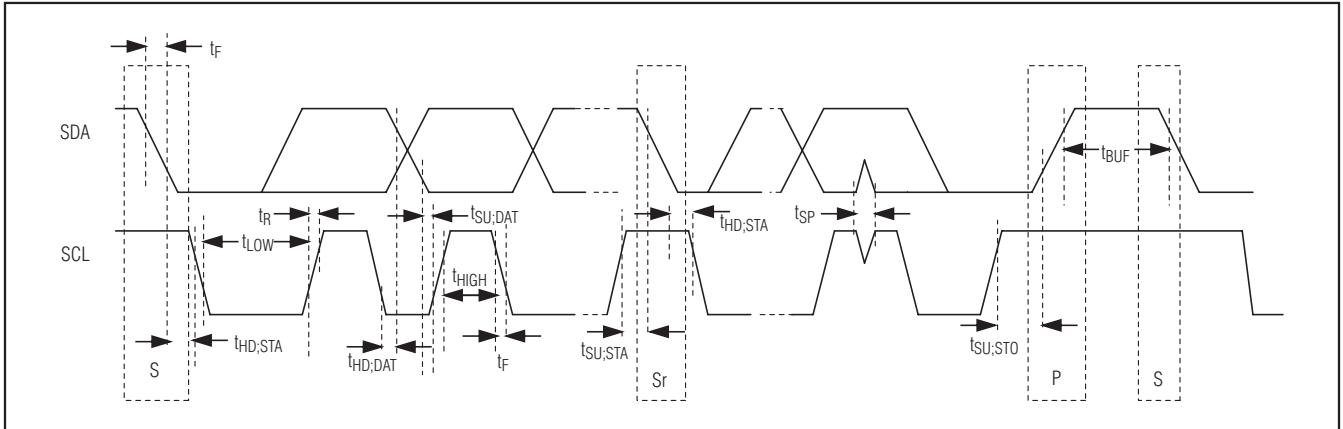 tF
SDA
tBUF
tR
tSU;DAT
tSP
tHD;STA
tLOW
SCL
tHIGH
tHD;STA
tHD;DAT
tF
tSU;STA
tSU;STO
S
Sr
P
S